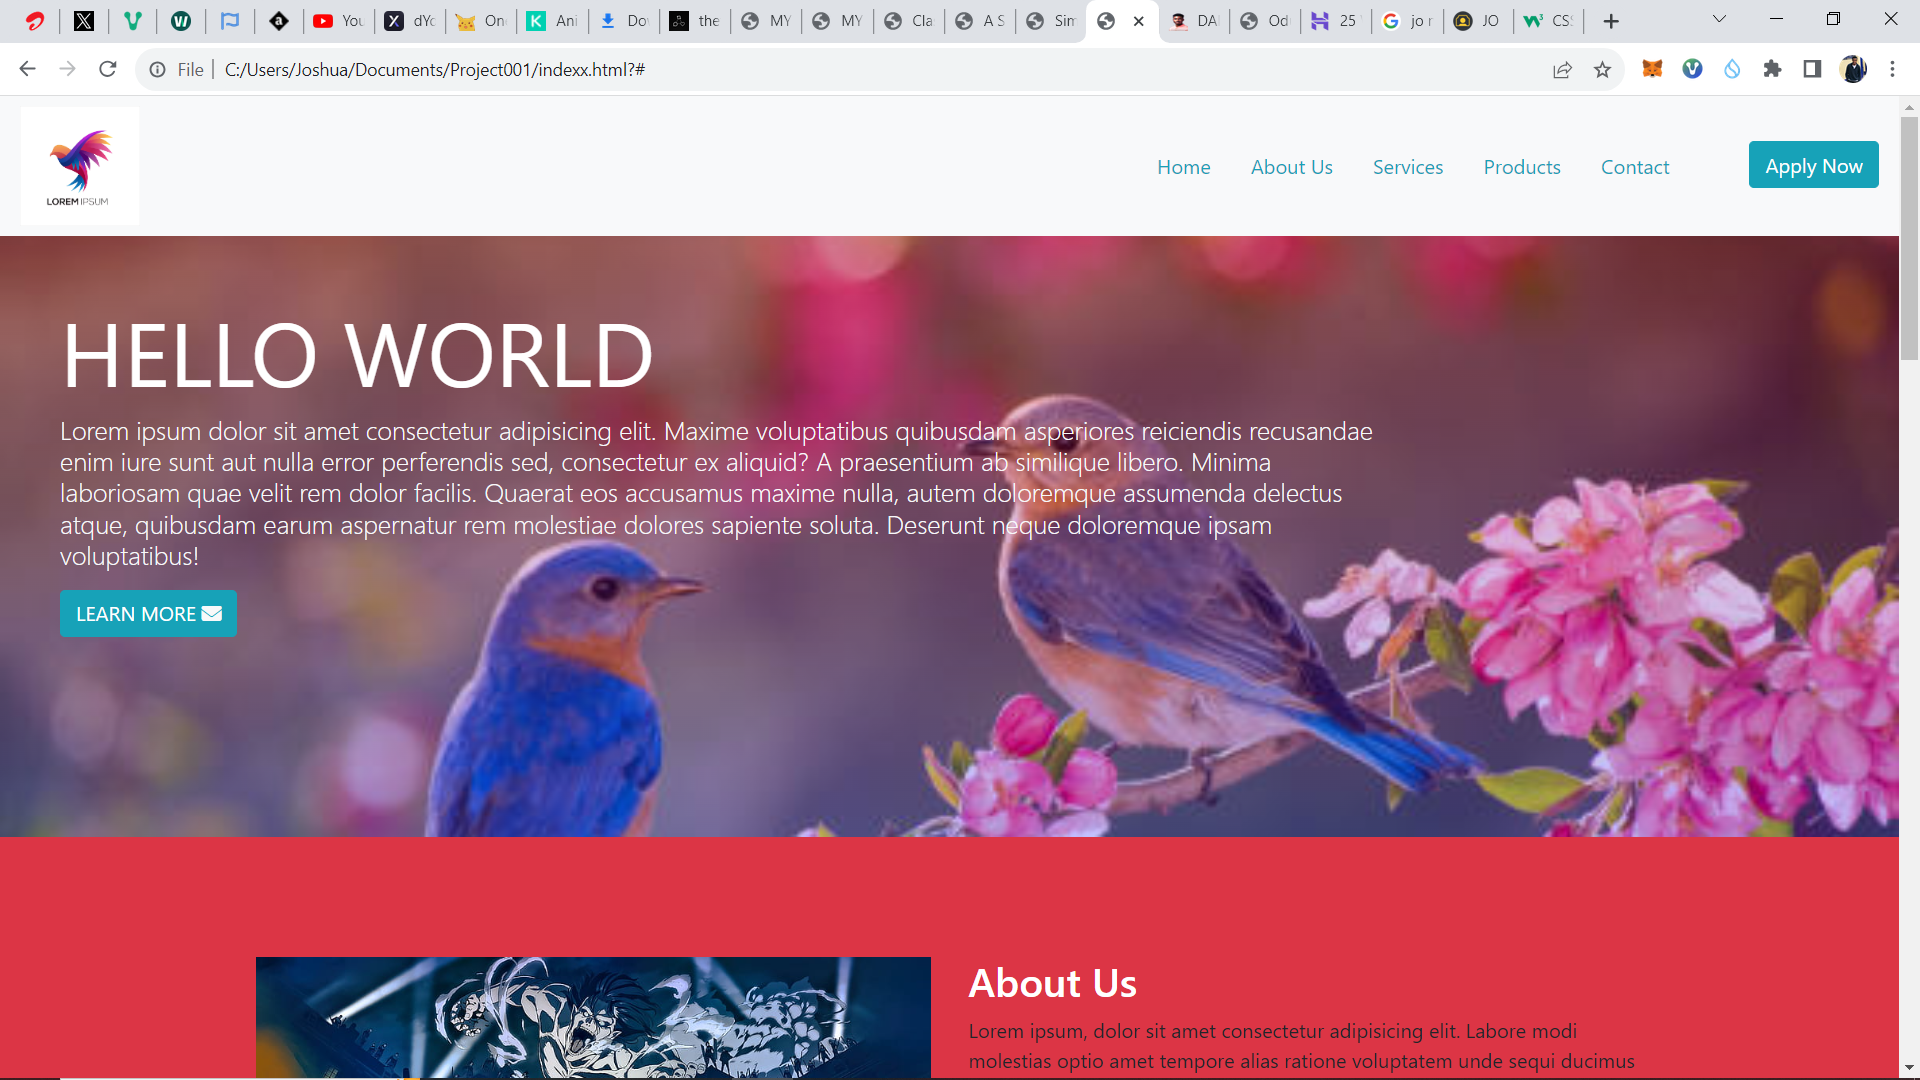 You
dYo
One
Ani
Do
the
MY
MY
Cla
A S
Sim
DA
Od
25
jo r
JO
CSS
File
C:/Users/Joshua/Documents/Project001/indexx.html?#
LOREM IPSUM
Home
About Us
Services
Products
Contact
Apply Now
HELLO WORLD
Lorem ipsum dolor sit amet consectetur adipisicing elit. Maxime voluptatibus quibusdam asperiores reiciendis recusandae
enim iure sunt aut nulla error perferendis sed, consectetur ex aliquid? A praesentium ab similique libero. Minima
laboriosam quae velit rem dolor facilis. Quaerat eos accusamus maxime nulla, autem doloremque assumenda delectus
atque, quibusdam earum aspernatur rem molestiae dolores sapiente soluta. Deserunt neque doloremque ipsam
voluptatibus!
LEARN MORE
About Us
Lorem ipsum, dolor sit amet consectetur adipisicing elit. Labore modi
molestias optio amet tempore alias ratione voluptatem unde sequi ducimus